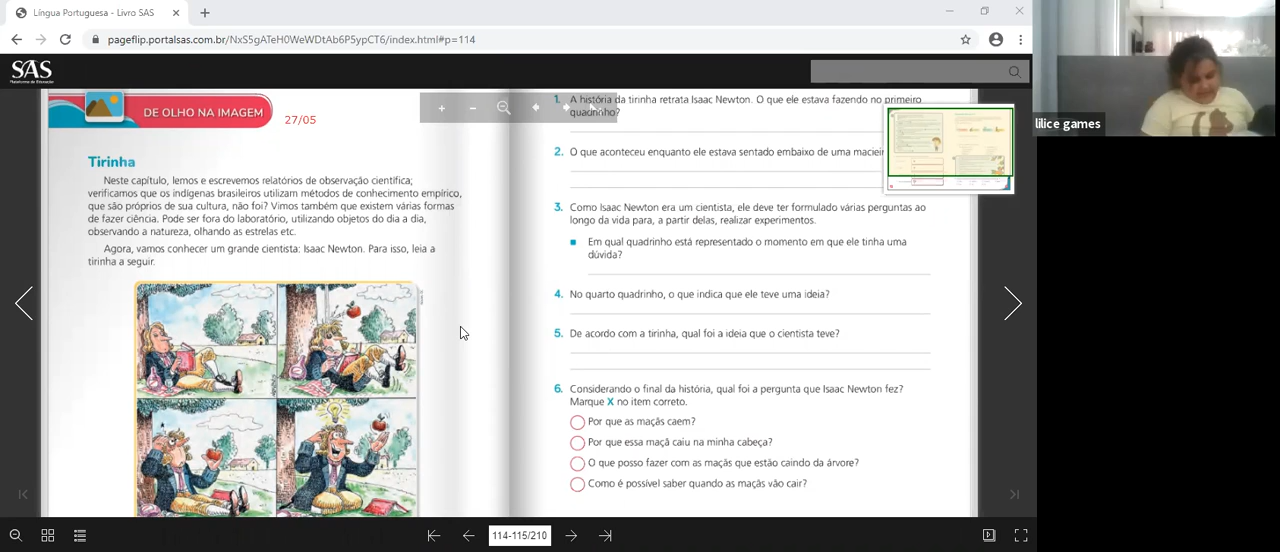 Língua Portuguesa - Livro SAS
pageflip.portalsas.com.br/NxS5gATeH0WeWDtAb6P5ypCT6/index.html#p=114
SAS
Plataforma de Educação
DE OLHO NA IMAGEM
27/05
Tirinha
Neste capítulo, lemos e escrevemos relatórios de observação científica;
verificamos que os indígenas brasileiros utilizam métodos de conhecimento empírico,
que são próprios de sua cultura, não foi? Vimos também que existem várias formas
de fazer ciência. Pode ser fora do laboratório, utilizando objetos do dia a dia,
observando a natureza, olhando as estrelas etc.
Agora, vamos conhecer um grande cientista: Isaac Newton. Para isso, leia a
tirinha a seguir.
1. A história da tirinha retrata Isaac Newton. O que ele estava fazendo no primeiro
quadrinho?
2. O que aconteceu enquanto ele estava sentado embaixo de uma macieir
3. Como Isaac Newton era um cientista, ele deve ter formulado várias perguntas ao
longo da vida para, a partir delas, realizar experimentos.
Em qual quadrinho está representado o momento em que ele tinha uma
dúvida?
4. No quarto quadrinho, o que indica que ele teve uma ideia?
5. De acordo com a tirinha, qual foi a ideia que o cientista teve?
6. Considerando o final da história, qual foi a pergunta que Isaac Newton fez?
Marque X no item correto.
Por que as maçãs caem?
Por que essa maçã caiu na minha cabeça?
O que posso fazer com as maçãs que estão caindo da árvore?
Como é possível saber quando as maçãs vão cair?
114-115/210
lilice games